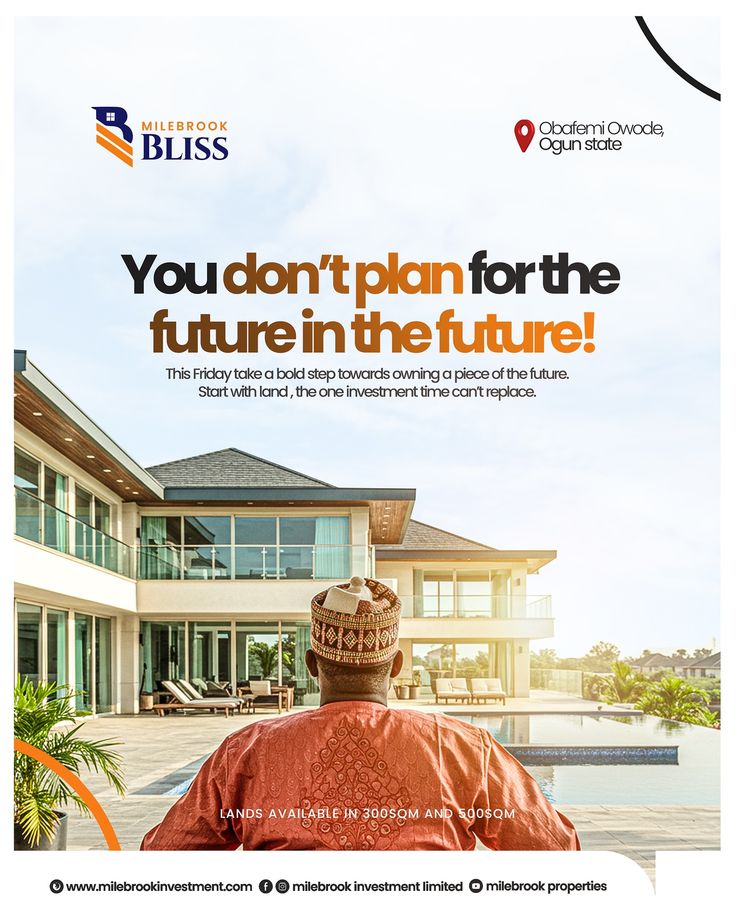 MILEBROOK
BLISS
Obafemi Owode,
Ogun state
You don't plan for the
future in the future!
This Friday take a bold step towards owning a piece of the future.
Start with land , the one investment time can't replace.
LANDS AVAILABLE IN 300SQM AND 500SQM
www.milebrookinvestment.com milebrook investment limited milebrook properties